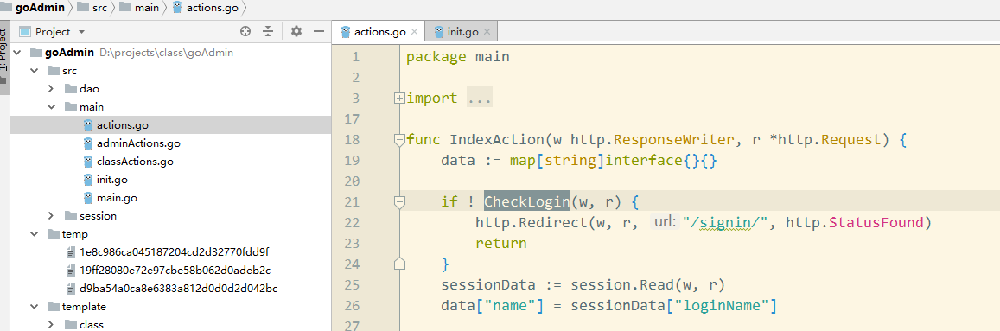 goAdmin src main actions.go
Project
1: Project
goAdmin D:\projects\class\goAdmin
src
dao
main
actions.go
adminActions.go
classActions.go
init.go
main.go
session
temp
1e8c986ca045187204cd2d32770fdd9f
19ff28080e72e97cbe58b062d0adeb2c
d9ba54a0ca8e6383a812d0d0d2d042bc
template
class
actions.go init.go
1 package main
2
3 import ...
17
18 func IndexAction(w http.ResponseWriter, r *http.Request) {
19 data := map[string]interface{}{}
20
21 if ! CheckLogin(w, r) {
22 http.Redirect(w, r, url: "/signin/", http.StatusFound)
23 return
24 }
25 sessionData := session.Read(w, r)
26 data["name"] = sessionData["loginName"]
27